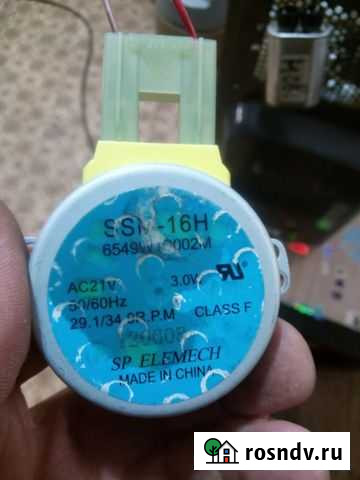 SSM-16H
AC21V 3.0W
50/60Hz
29.1/34.9R.P.M CLASS F
SP ELEMECH
MADE IN CHINA
rosndv.ru